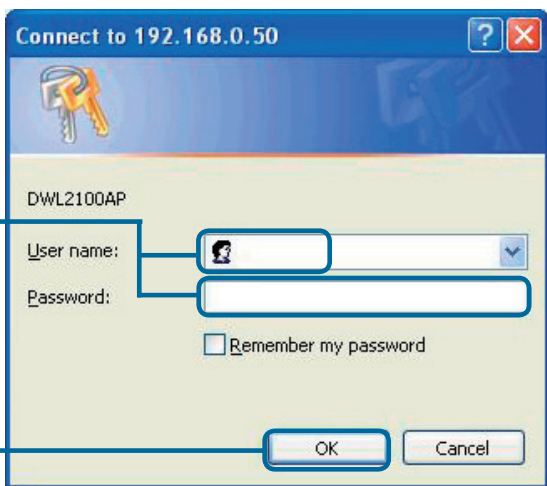 Connect to 192.168.0.50
DWL2100AP
User name:
Password:
Remember my password
OK Cancel